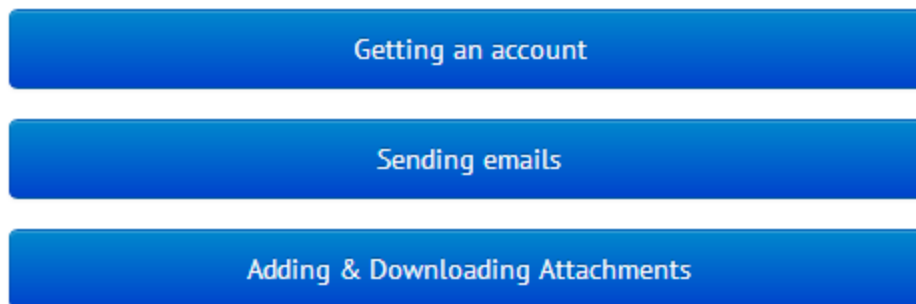 Getting an account
Sending emails
Adding & Downloading Attachments